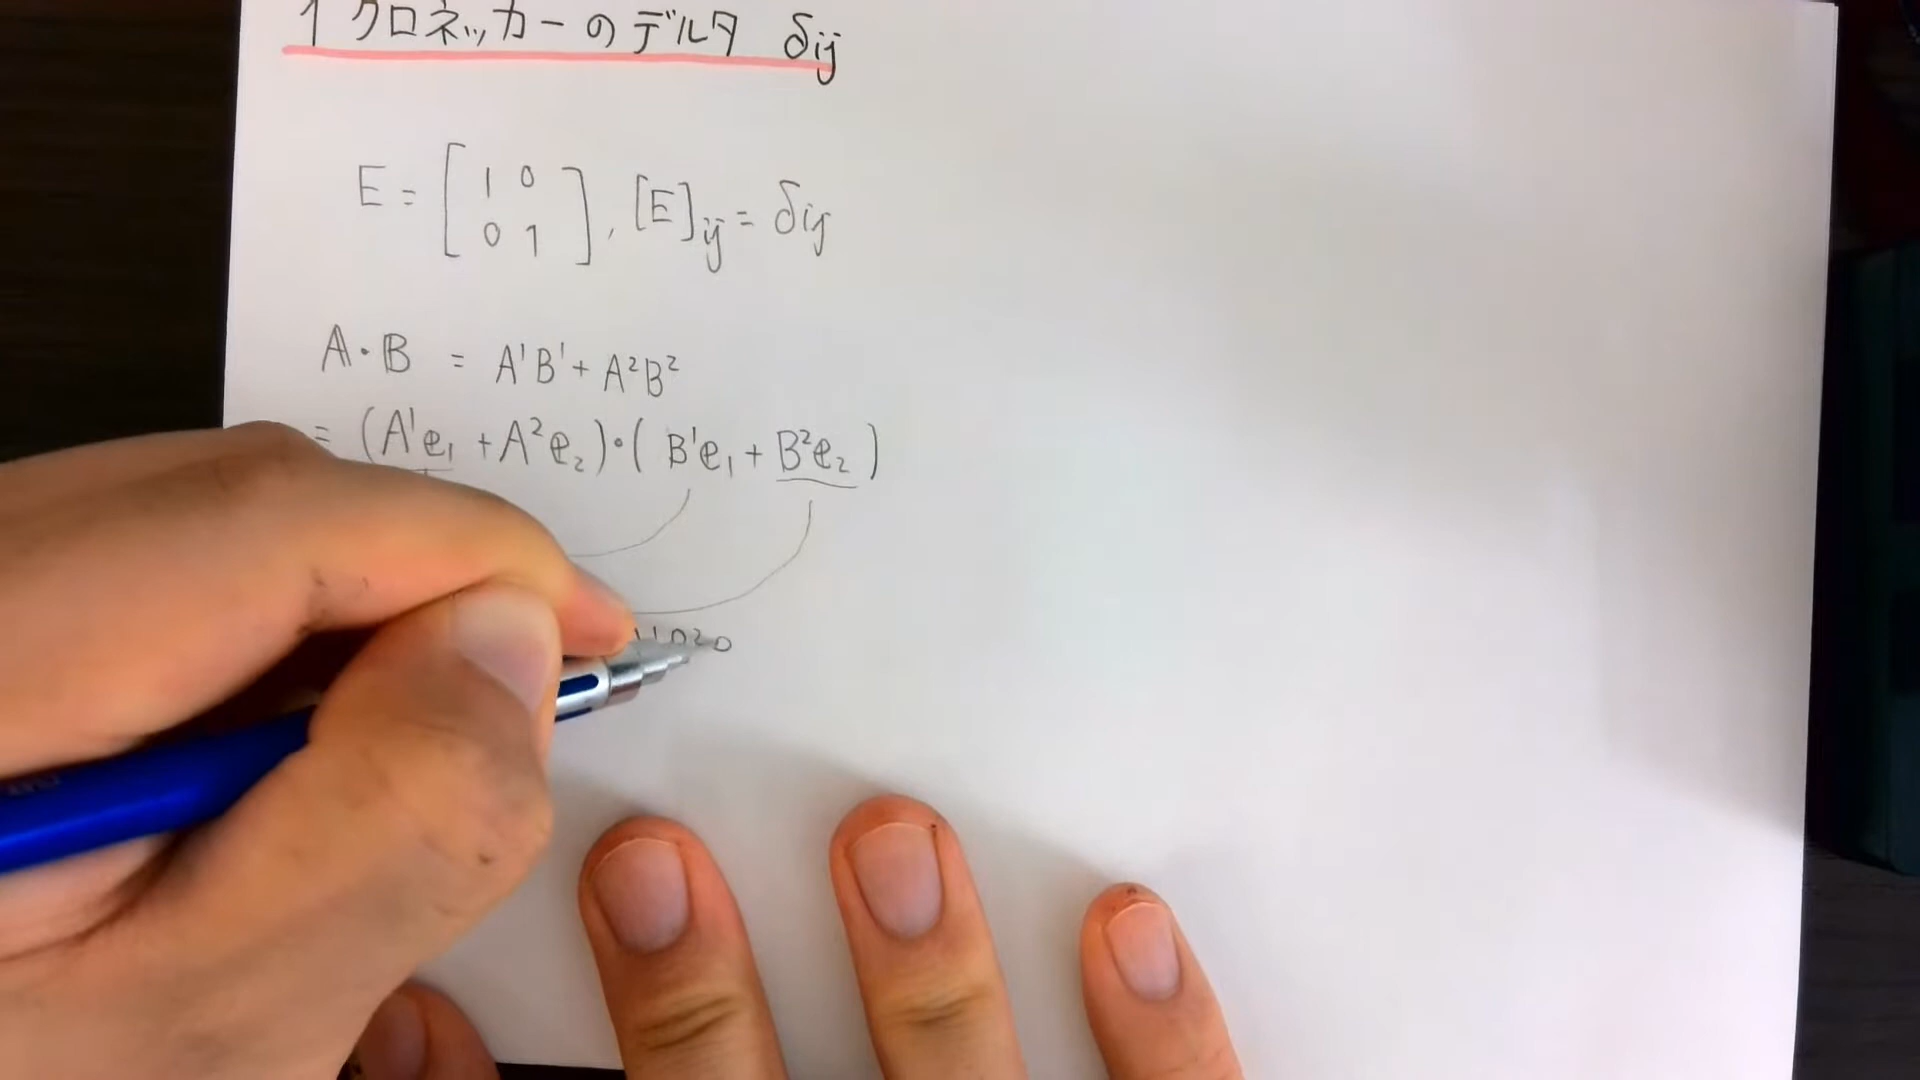 1 クロネッカーのデルタ δij
E = [ 1 0 0 1 ], [E]ij = δij
A・B = A¹B¹ + A²B²
= (A¹e₁ + A²e₂)・( B¹e₁ + B²e₂ )